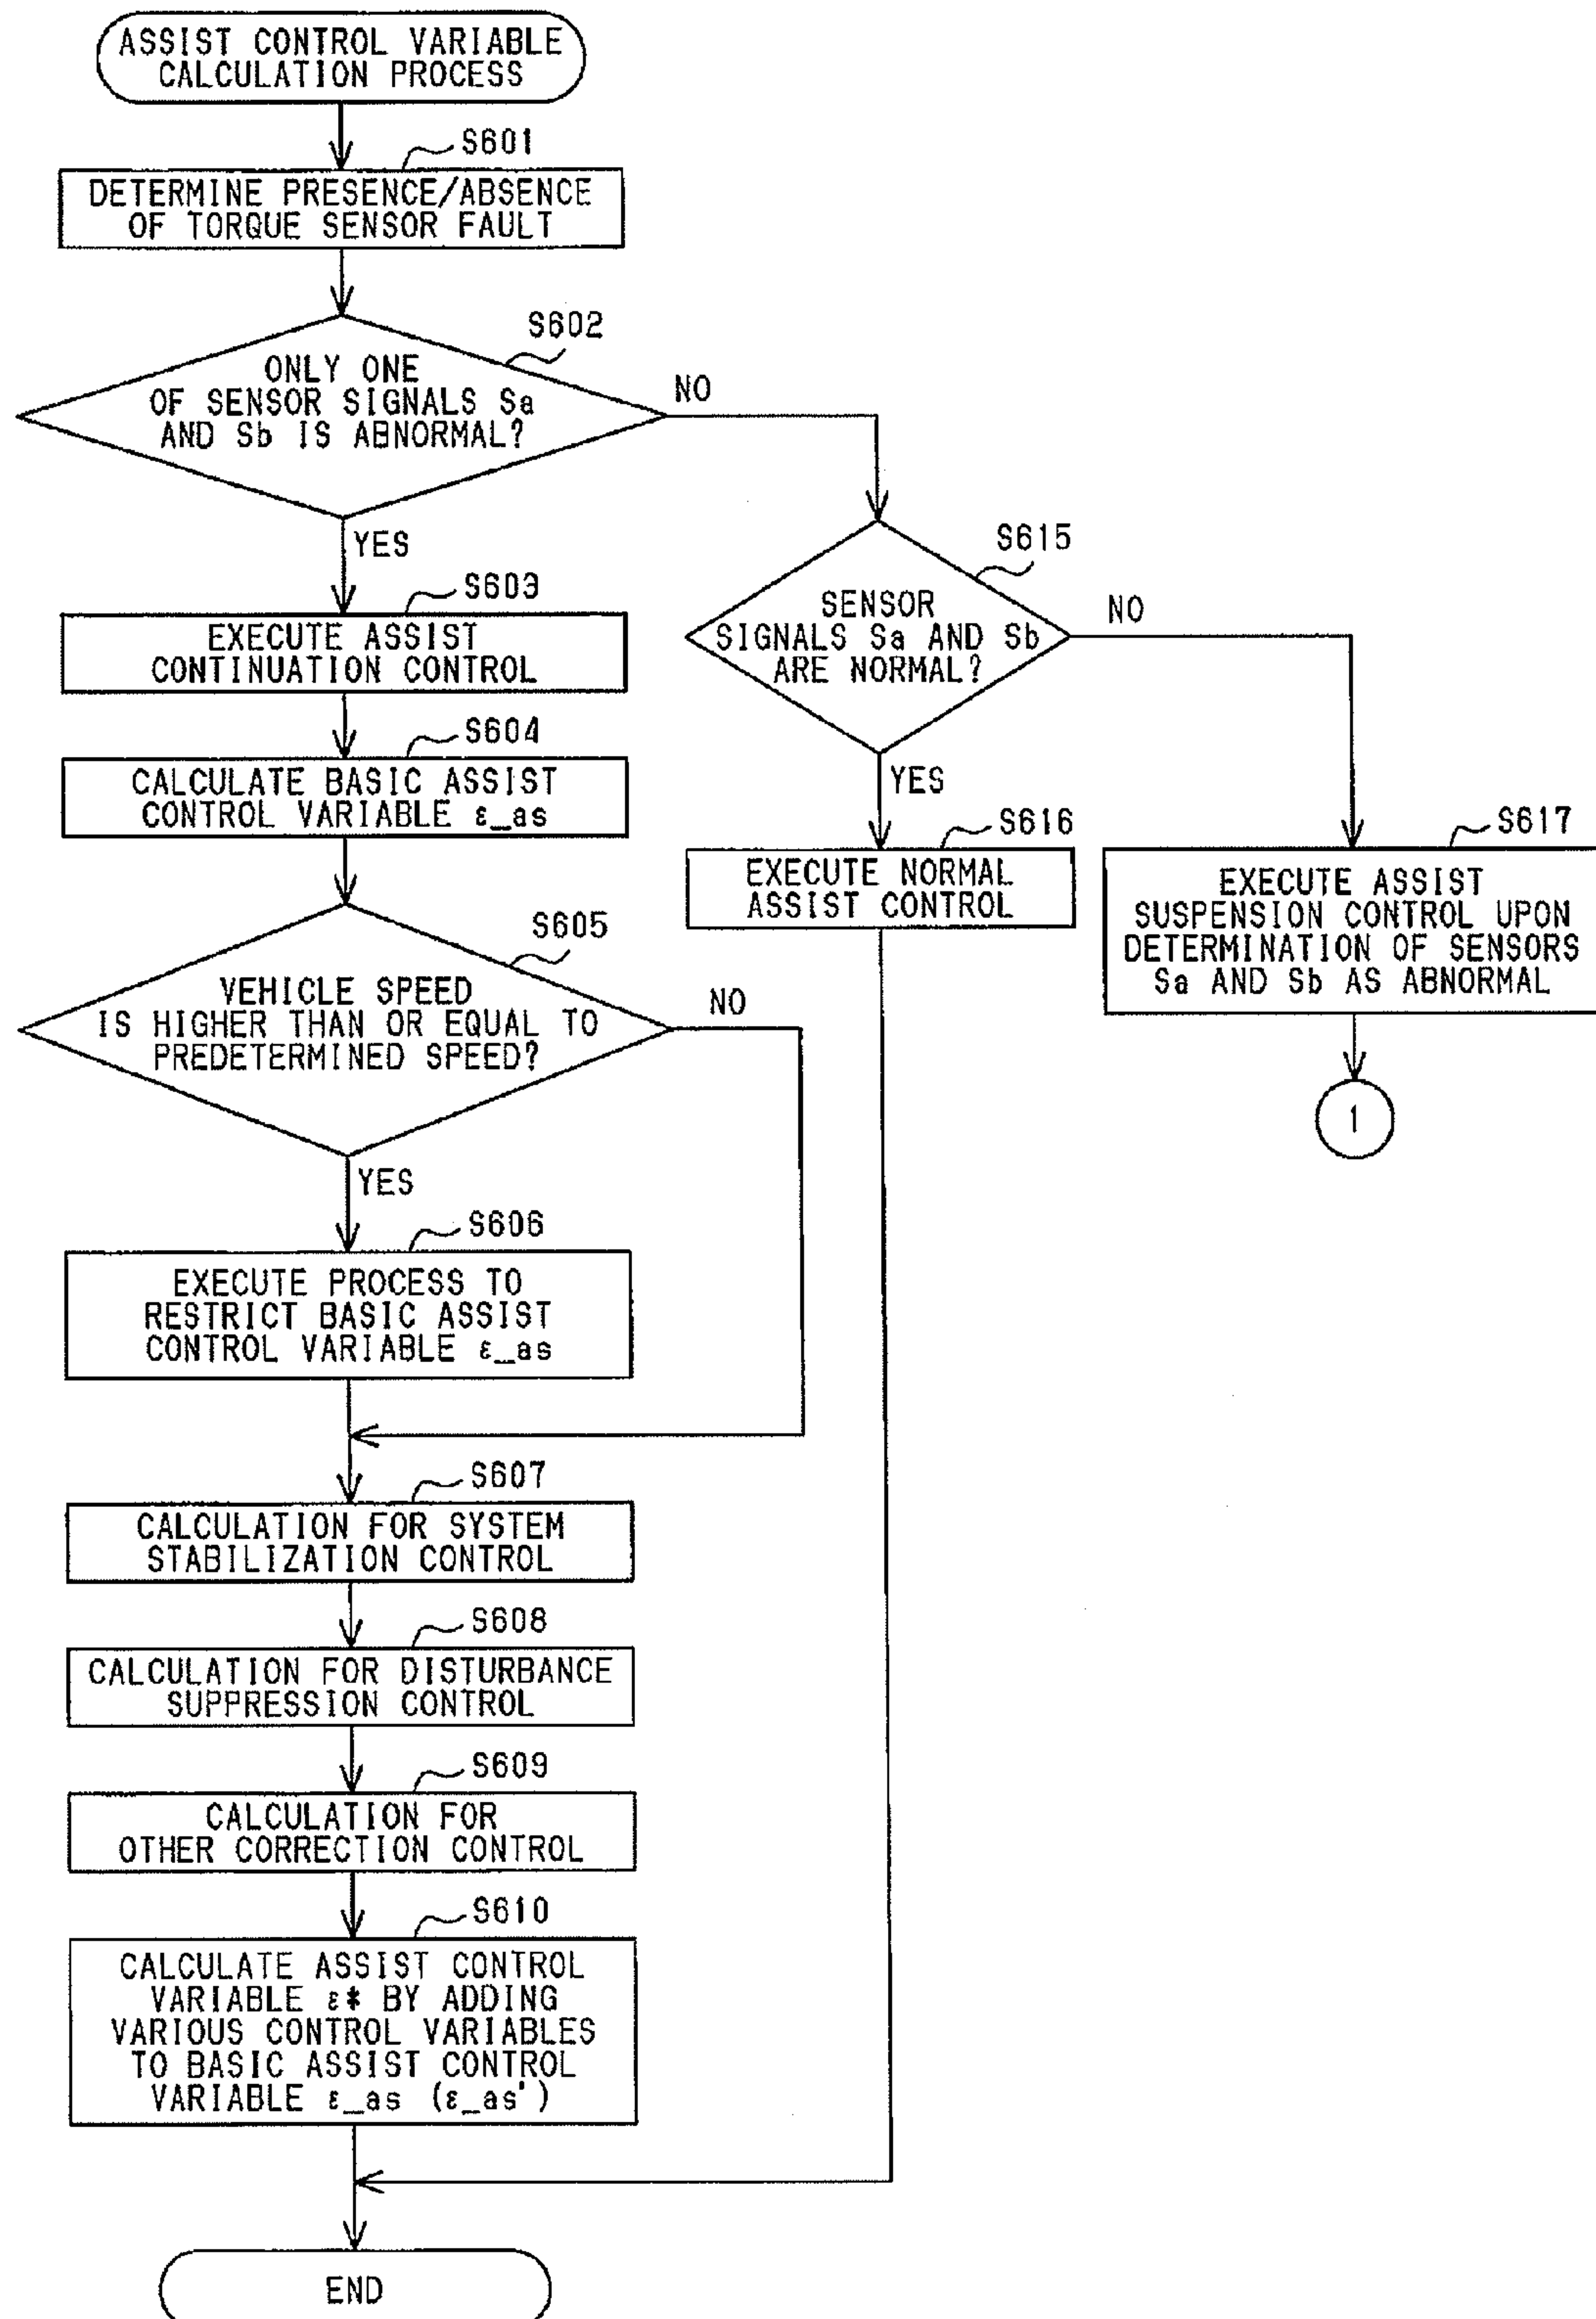 ASSIST CONTROL VARIABLE
CALCULATION PROCESS
S601
DETERMINE PRESENCE/ABSENCE
OF TORQUE SENSOR FAULT
S602
ONLY ONE
OF SENSOR SIGNALS Sa
AND Sb IS ABNORMAL?
NO
YES
S603
EXECUTE ASSIST
CONTINUATION CONTROL
S604
CALCULATE BASIC ASSIST
CONTROL VARIABLE ε_as
S605
VEHICLE SPEED
IS HIGHER THAN OR EQUAL TO
PREDETERMINED SPEED?
NO
YES
S606
EXECUTE PROCESS TO
RESTRICT BASIC ASSIST
CONTROL VARIABLE ε_as
S607
CALCULATION FOR SYSTEM
STABILIZATION CONTROL
S608
CALCULATION FOR DISTURBANCE
SUPPRESSION CONTROL
S609
CALCULATION FOR
OTHER CORRECTION CONTROL
S610
CALCULATE ASSIST CONTROL
VARIABLE ε* BY ADDING
VARIOUS CONTROL VARIABLES
TO BASIC ASSIST CONTROL
VARIABLE ε_as (ε_as')
END
S615
SENSOR
SIGNALS Sa AND Sb
ARE NORMAL?
NO
YES
S616
EXECUTE NORMAL
ASSIST CONTROL
S617
EXECUTE ASSIST
SUSPENSION CONTROL UPON
DETERMINATION OF SENSORS
Sa AND Sb AS ABNORMAL
1